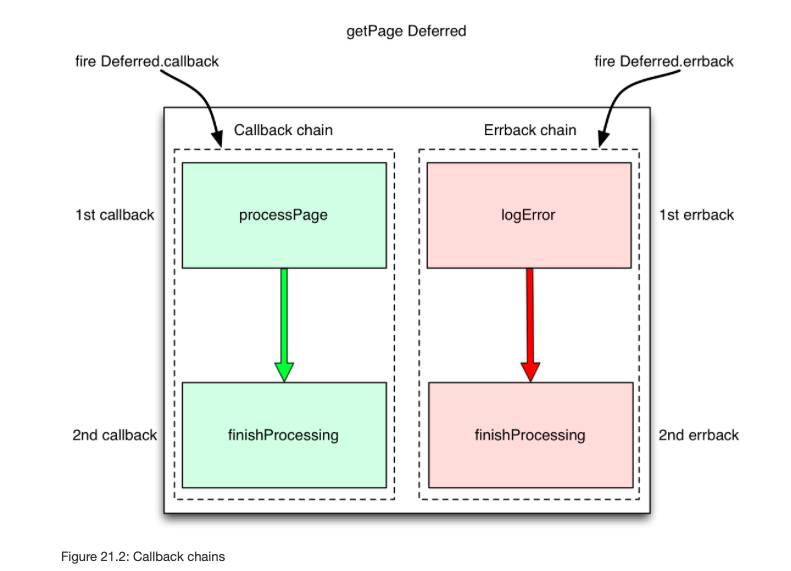 getPage Deferred
fire Deferred.callback
fire Deferred.errback
Callback chain
Errback chain
1st callback
processPage
logError
1st errback
2nd callback
finishProcessing
finishProcessing
2nd errback
Figure 21.2: Callback chains